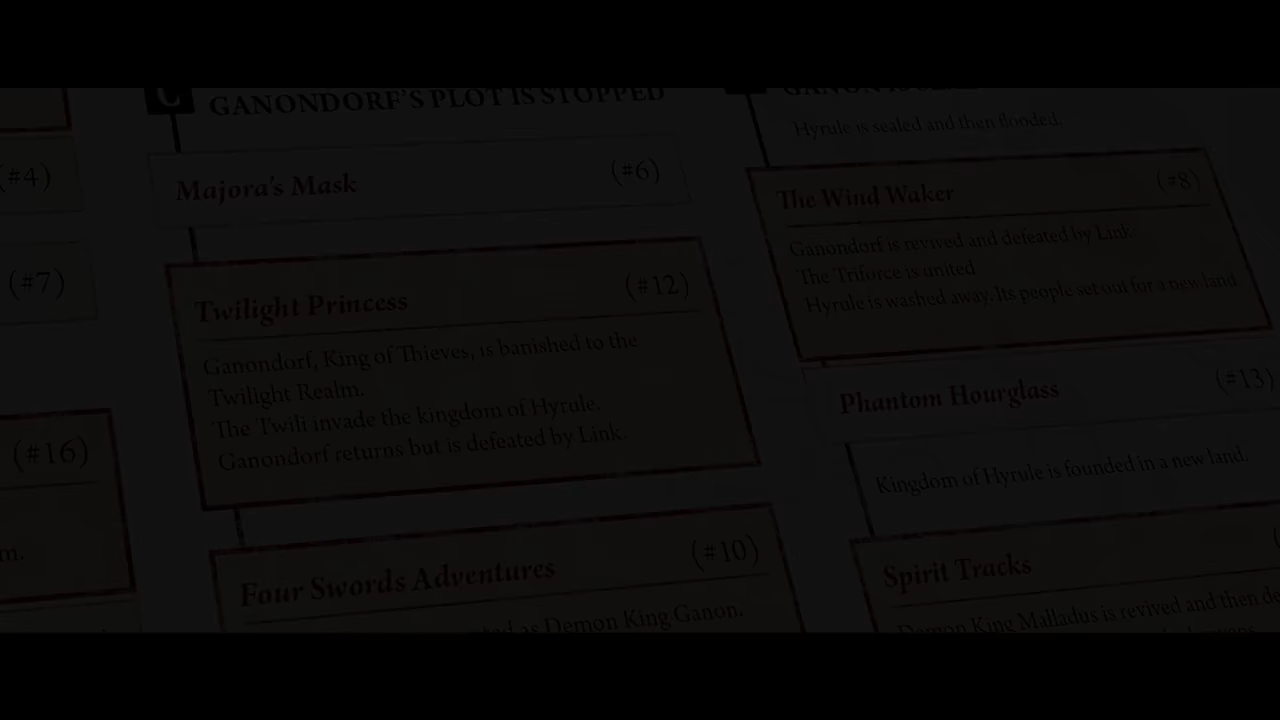 C GANONDORF'S PLOT IS STOPPED
Majora's Mask (#6)
Twilight Princess (#12)
Ganondorf, King of Thieves, is banished to the
Twilight Realm.
The Twili invade the kingdom of Hyrule.
Ganondorf returns but is defeated by Link.
Four Swords Adventures (#10)
as Demon King Ganon.
Hyrule is sealed and then flooded.
The Wind Waker (#8)
Ganondorf is revived and defeated by Link.
The Triforce is united
Hyrule is washed away. Its people set out for a new land
Phantom Hourglass (#13)
Kingdom of Hyrule is founded in a new land.
Spirit Tracks
Demon King Malladus is revived and then
(#4)
(#7)
(#16)